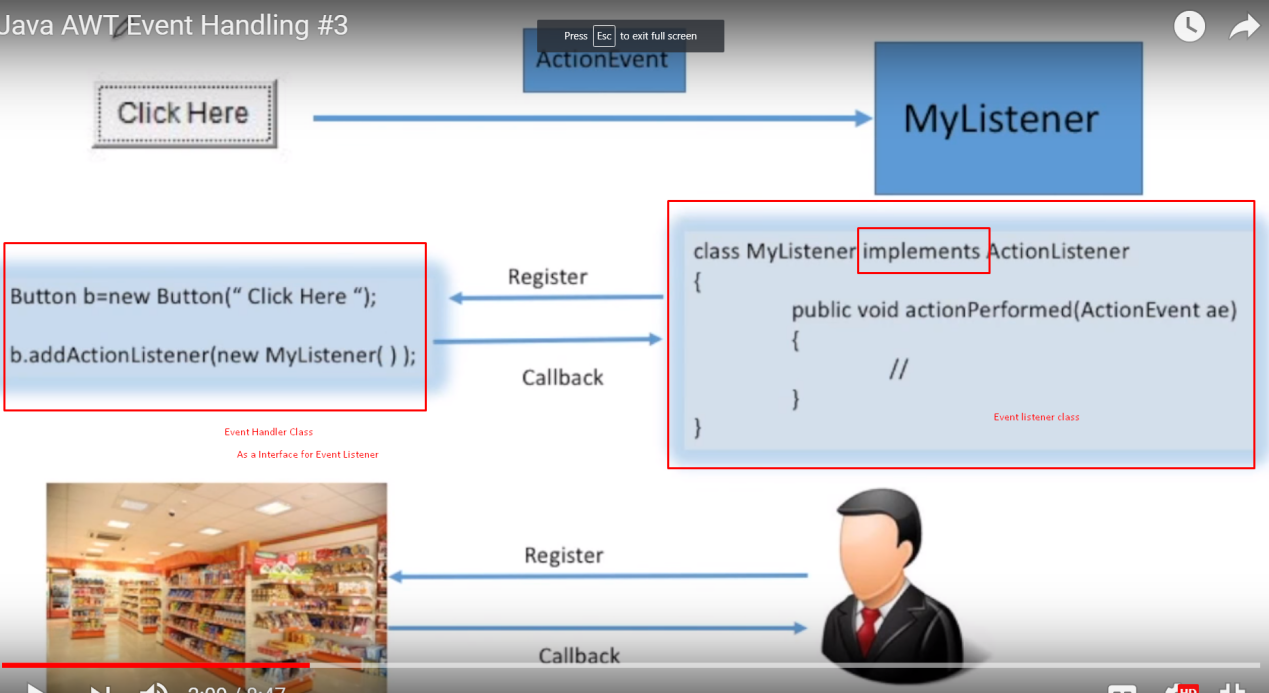 Java AWT Event Handling #3
Press Esc to exit full screen
ActionEvent
Click Here
MyListener
class MyListener implements ActionListener
{
public void actionPerformed(ActionEvent ae)
{
//
}
}
Event listener class
Register
Callback
Button b=new Button(“ Click Here “);
b.addActionListener(new MyListener( ) );
Event Handler Class
As a Interface for Event Listener
Register
Callback
HD